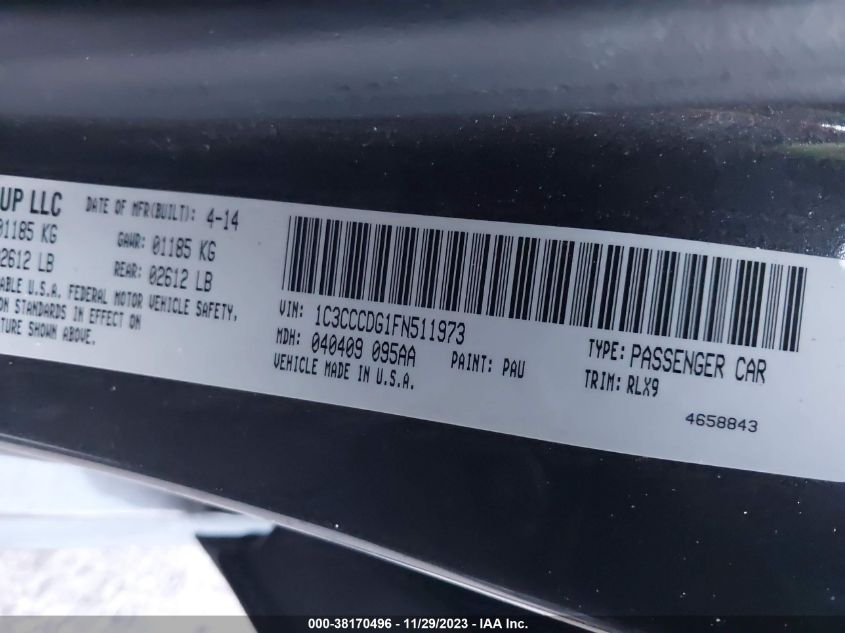 UP LLC
DATE OF MFR(BUILT): 4-14
01185 KG
GAWR: 01185 KG
02612 LB
REAR: 02612 LB
ABLE U.S.A. FEDERAL MOTOR VEHICLE SAFETY,
ON STANDARDS IN EFFECT ON
TURE SHOWN ABOVE.
VIN: 1C3CCCDG1FN511973
MDH: 040409 095AA
PAINT: PAU
VEHICLE MADE IN U.S.A.
TYPE: PASSENGER CAR
TRIM: RLX9
4658843
000-38170496 - 11/29/2023 - IAA Inc.